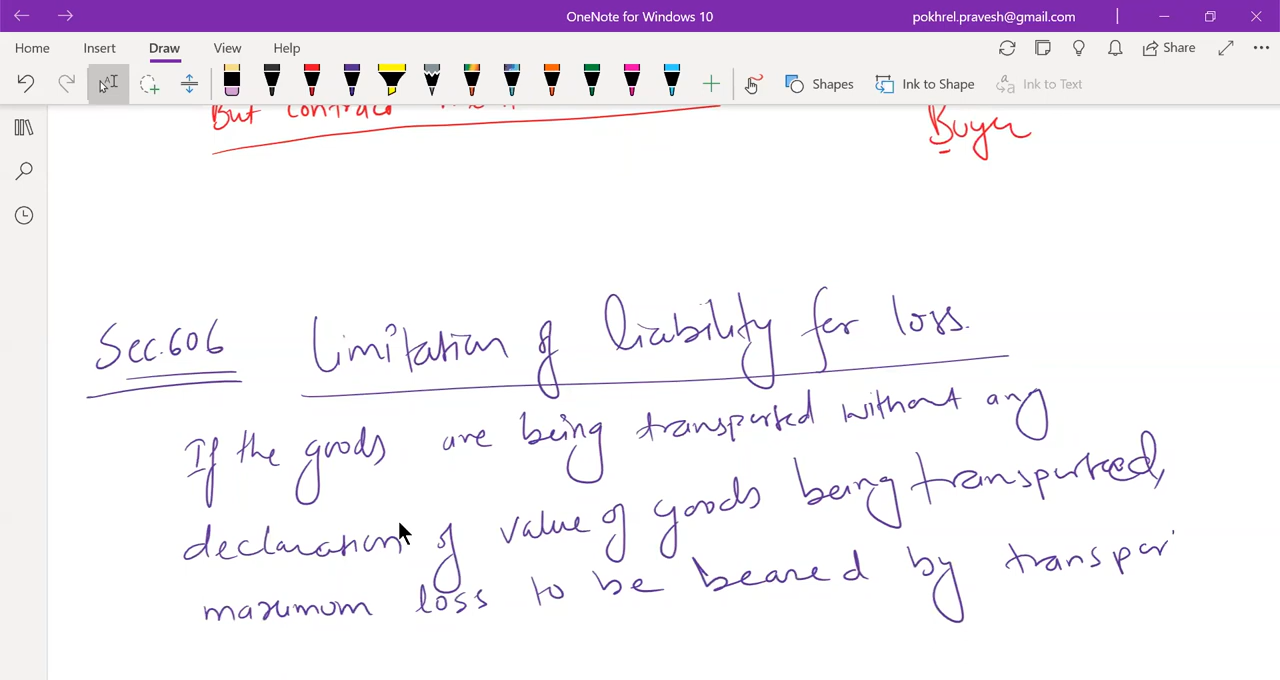 OneNote for Windows 10
pokhrel.pravesh@gmail.com
Home Insert Draw View Help
Share
Shapes
Ink to Shape
Ink to Text
But contract
Buyer
Sec.606 Limitation of liability for loss.
If the goods are being transported without any
declaration of value of goods being transported,
maximum loss to be beared by transpor